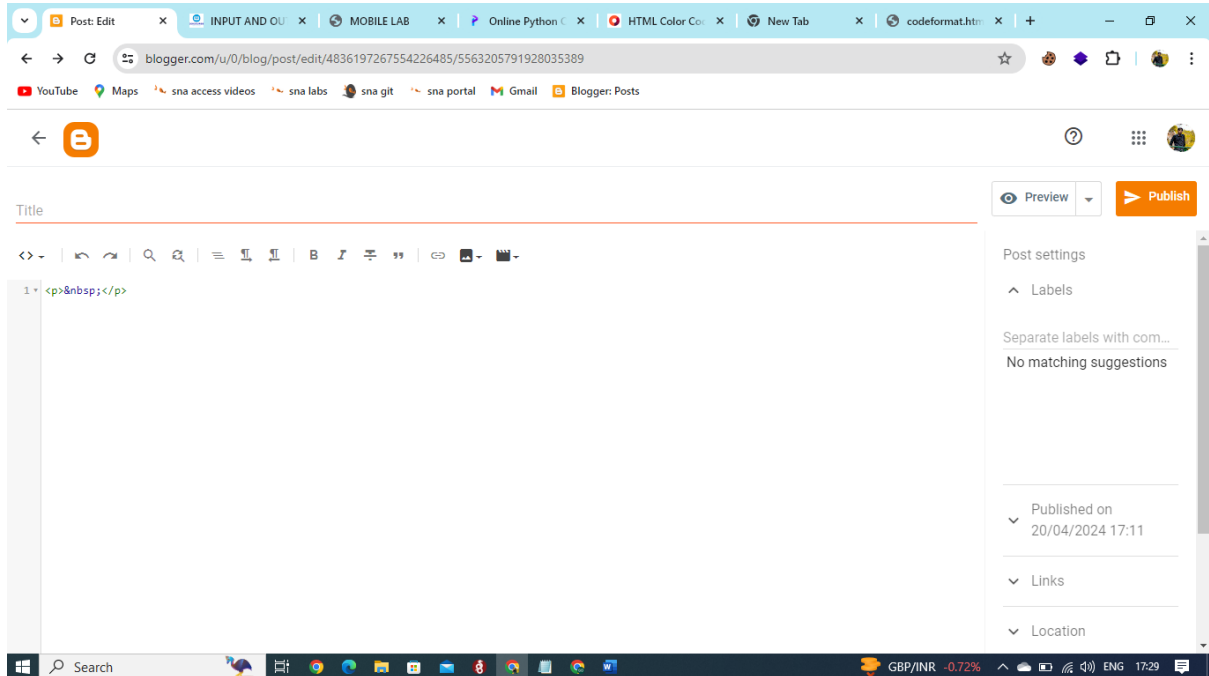 Post: Edit
INPUT AND OU
MOBILE LAB
Online Python C
HTML Color Co
New Tab
codeformat.htm
blogger.com/u/0/blog/post/edit/4836197267554226485/5563205791928035389
YouTube Maps sna access videos sna labs sna git sna portal Gmail Blogger: Posts
Title
Preview
Publish
B I
Post settings
1 <p>&nbsp;</p>
Labels
Separate labels with com...
No matching suggestions
Published on
20/04/2024 17:11
Links
Location
Search
GBP/INR -0.72%
ENG 17:29